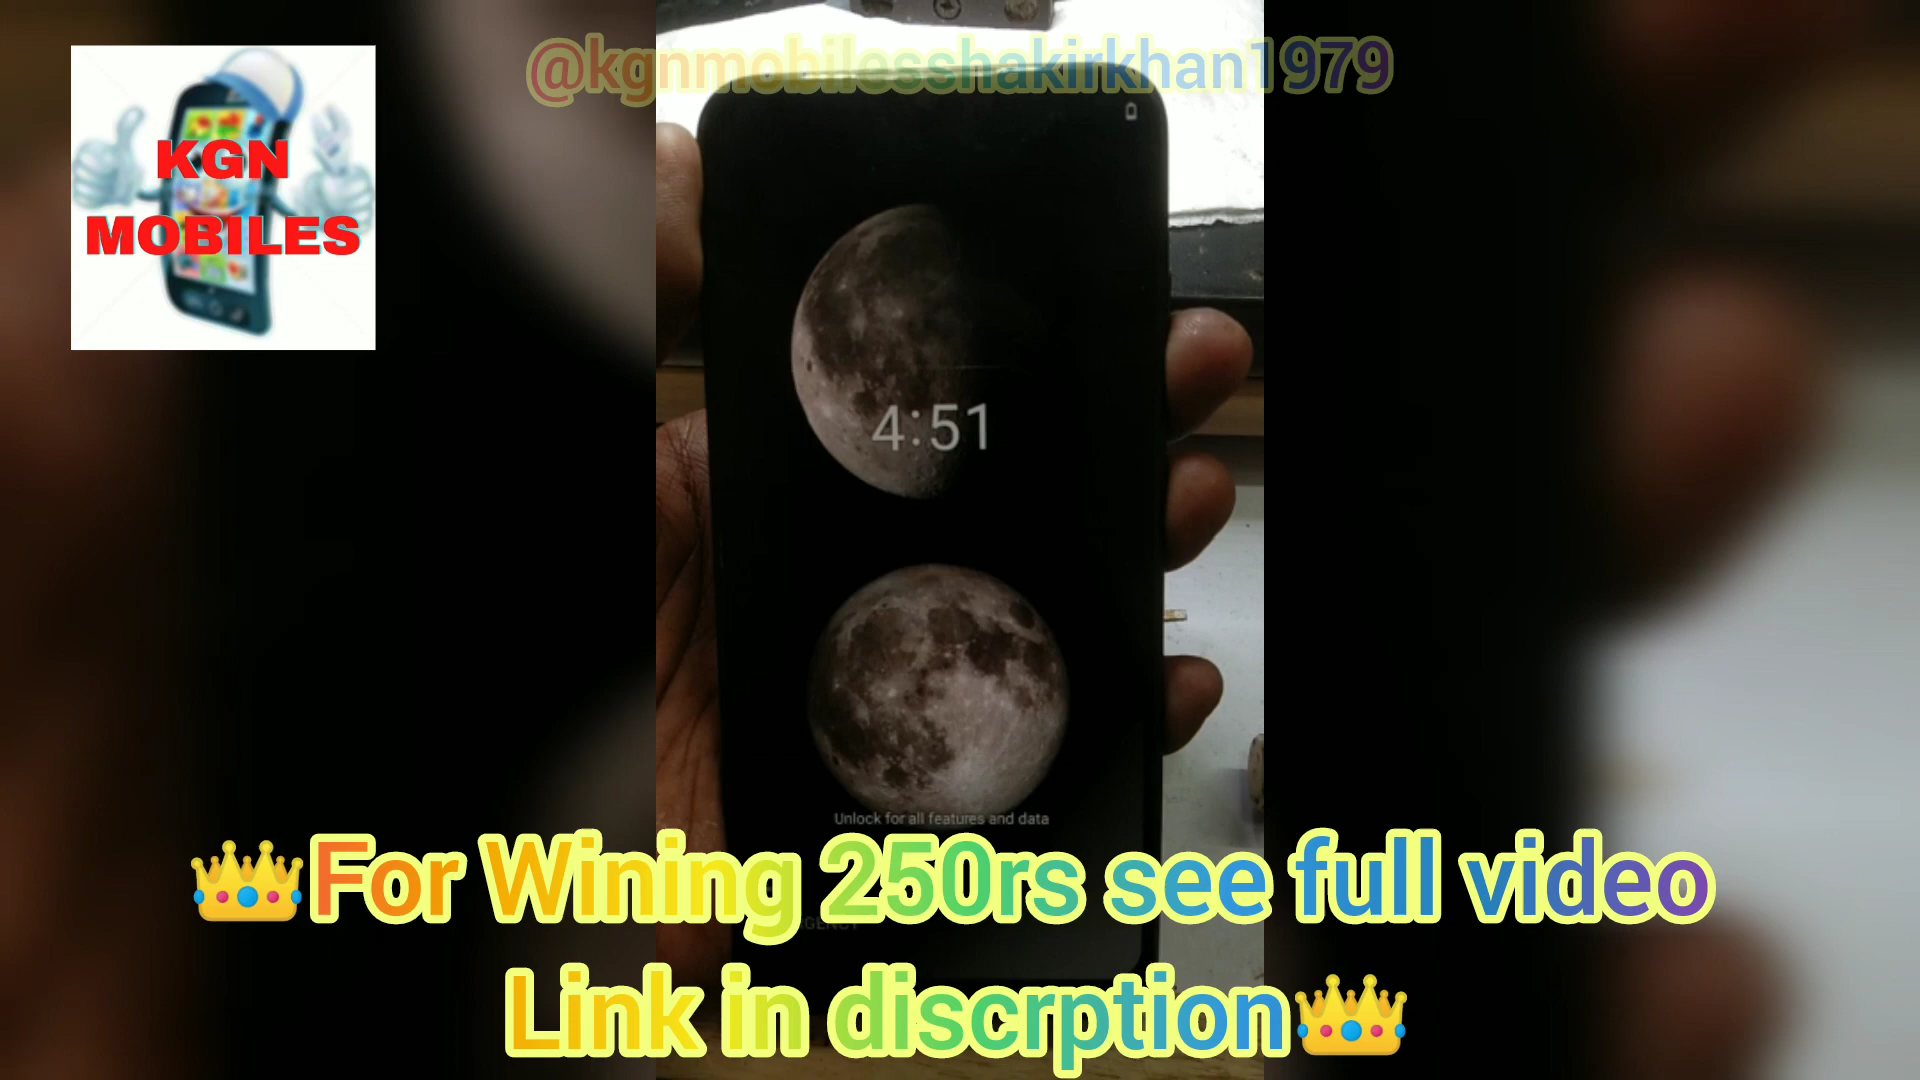 @kgnmobilesshakirkhan1979
KGN
MOBILES
4:51
Unlock for all features and data
👑For Wining 250rs see full video
Link in discrption👑